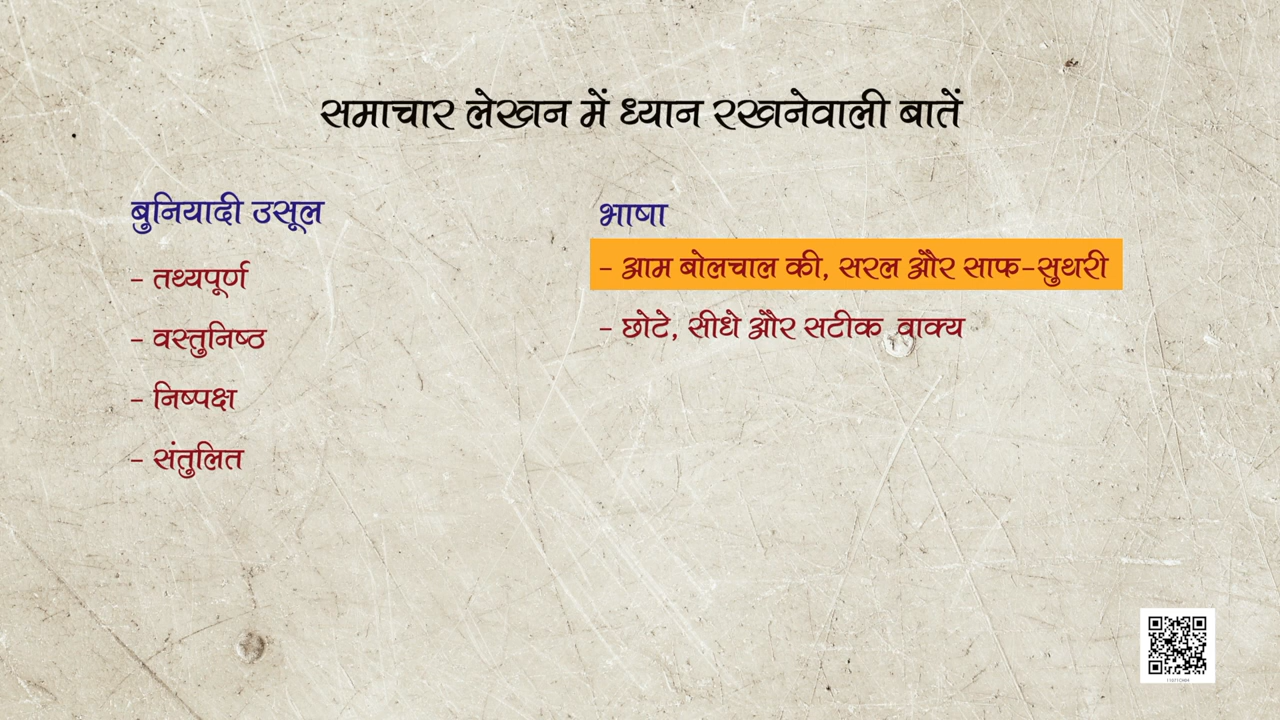 समाचार लेखन में ध्यान रखनेवाली बातें
बुनियादी उसूल
- तथ्यपूर्ण
- वस्तुनिष्ठ
- निष्पक्ष
- संतुलित
भाषा
- आम बोलचाल की, सरल और साफ-सुथरी
- छोटे, सीधे और सटीक वाक्य